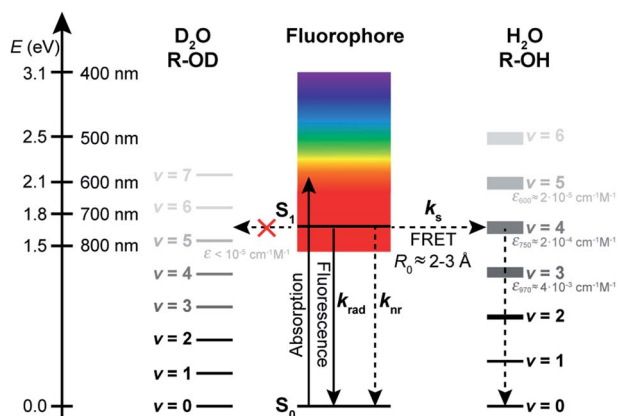 E (eV)
3.1
2.5
2.1
1.8
1.5
0.0
400 nm
500 nm
600 nm
700 nm
800 nm
D₂O
R-OD
v = 7
v = 6
v = 5
ε < 10⁻⁵ cm⁻¹M⁻¹
v = 4
v = 3
v = 2
v = 1
v = 0
Fluorophore
S₁
S₀
Absorption
Fluorescence
k_rad
k_nr
k_s
FRET
R₀ ≈ 2-3 Å
H₂O
R-OH
v = 6
v = 5
ε₆₀₀ ≈ 2·10⁻⁵ cm⁻¹M⁻¹
v = 4
ε₇₅₀ ≈ 2·10⁻⁴ cm⁻¹M⁻¹
v = 3
ε₉₇₀ ≈ 4·10⁻³ cm⁻¹M⁻¹
v = 2
v = 1
v = 0